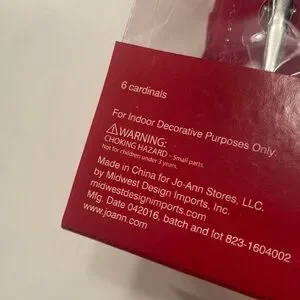 6 cardinals
For Indoor Decorative Purposes Only.
⚠WARNING:
CHOKING HAZARD – Small parts.
Not for children under 3 years.
Made in China for Jo-Ann Stores, LLC.
by Midwest Design Imports, Inc.
midwestdesignimports.com
Mfg. Date 042016, batch and lot 823-1604002
www.joann.com